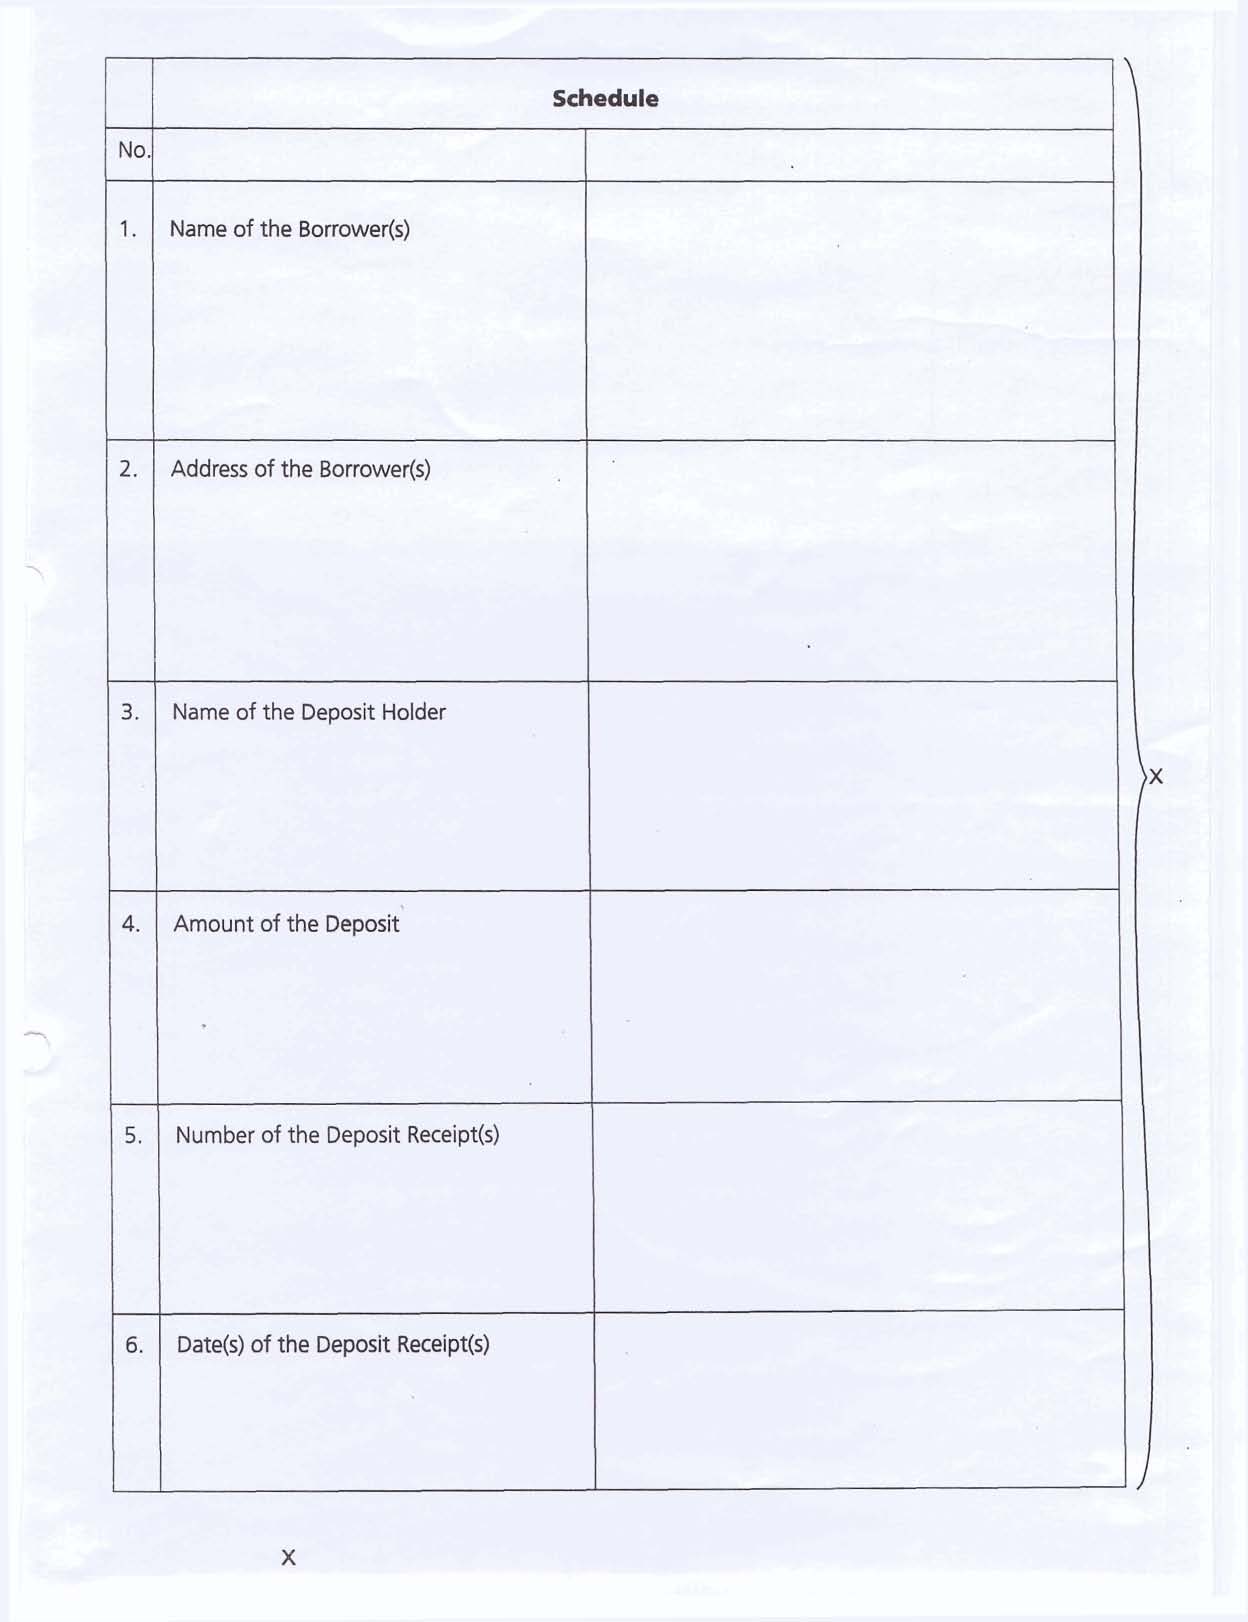 Schedule
No.
1. Name of the Borrower(s)
2. Address of the Borrower(s)
3. Name of the Deposit Holder
X
4. Amount of the Deposit
5. Number of the Deposit Receipt(s)
6. Date(s) of the Deposit Receipt(s)
X